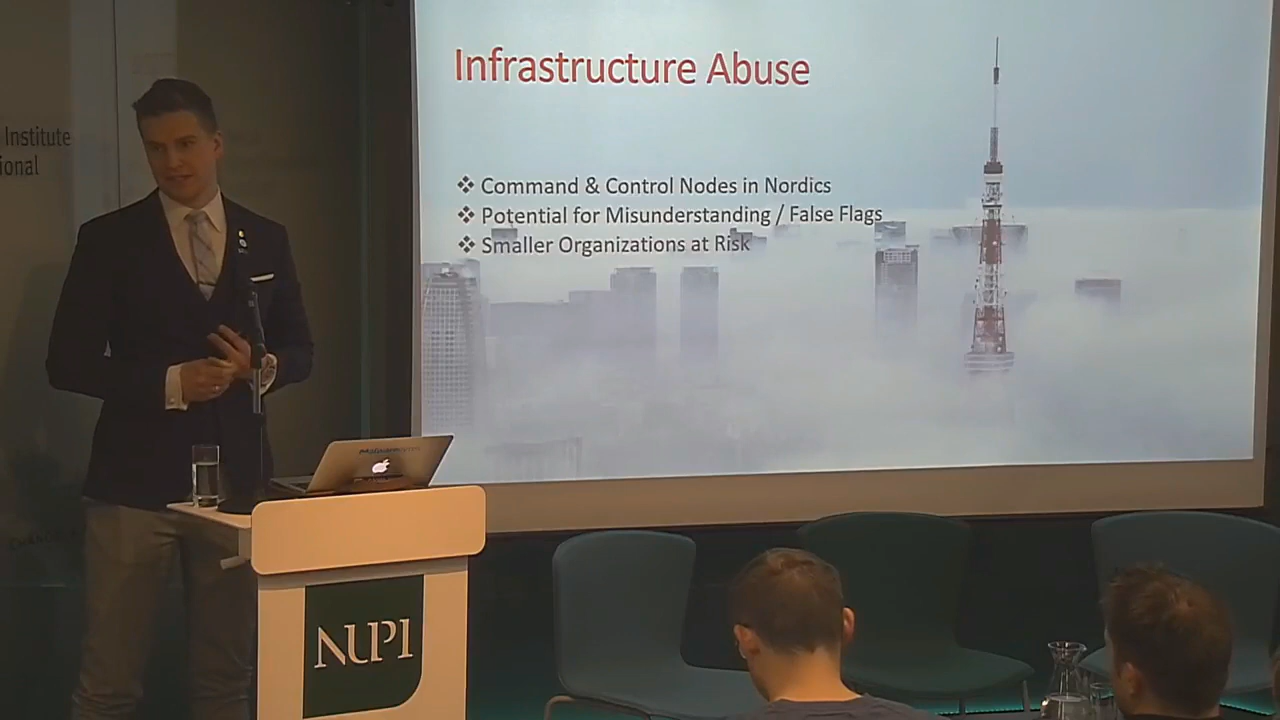 Infrastructure Abuse
Institute
ional
❖ Command & Control Nodes in Nordics
❖ Potential for Misunderstanding / False Flags
❖ Smaller Organizations at Risk
NUPI